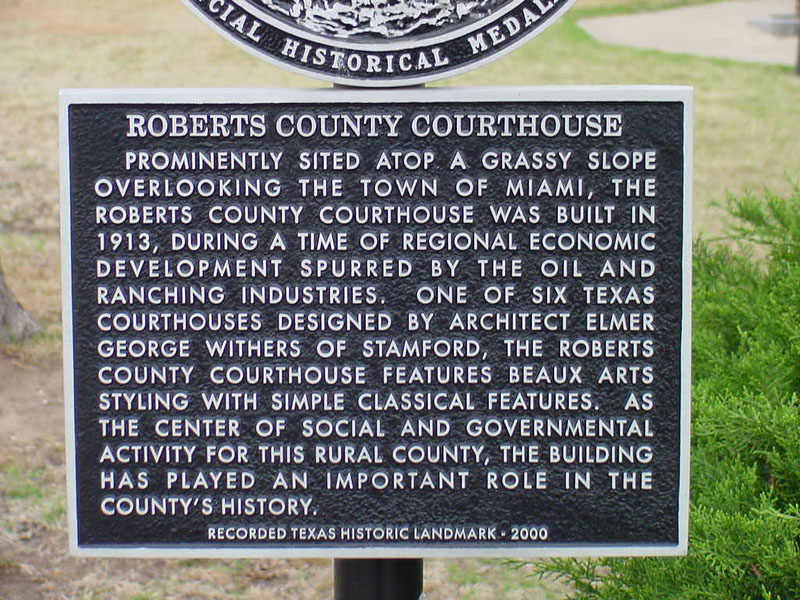 HISTORICAL MEDAL
ROBERTS COUNTY COURTHOUSE
PROMINENTLY SITED ATOP A GRASSY SLOPE
OVERLOOKING THE TOWN OF MIAMI, THE
ROBERTS COUNTY COURTHOUSE WAS BUILT IN
1913, DURING A TIME OF REGIONAL ECONOMIC
DEVELOPMENT SPURRED BY THE OIL AND
RANCHING INDUSTRIES. ONE OF SIX TEXAS
COURTHOUSES DESIGNED BY ARCHITECT ELMER
GEORGE WITHERS OF STAMFORD, THE ROBERTS
COUNTY COURTHOUSE FEATURES BEAUX ARTS
STYLING WITH SIMPLE CLASSICAL FEATURES. AS
THE CENTER OF SOCIAL AND GOVERNMENTAL
ACTIVITY FOR THIS RURAL COUNTY, THE BUILDING
HAS PLAYED AN IMPORTANT ROLE IN THE
COUNTY'S HISTORY.
RECORDED TEXAS HISTORIC LANDMARK - 2000